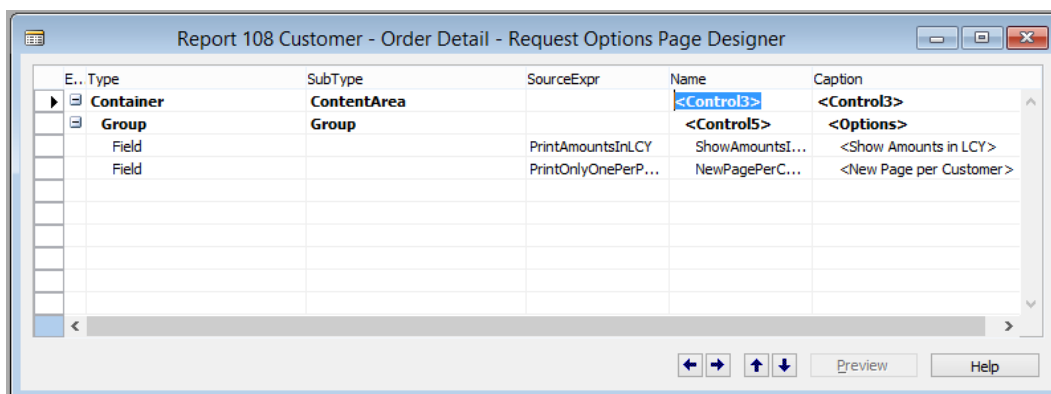 Report 108 Customer - Order Detail - Request Options Page Designer
E.. Type SubType SourceExpr Name Caption
Container ContentArea <Control3> <Control3>
Group Group <Control5> <Options>
Field PrintAmountsInLCY ShowAmountsI... <Show Amounts in LCY>
Field PrintOnlyOnePerP... NewPagePerC... <New Page per Customer>
Preview Help